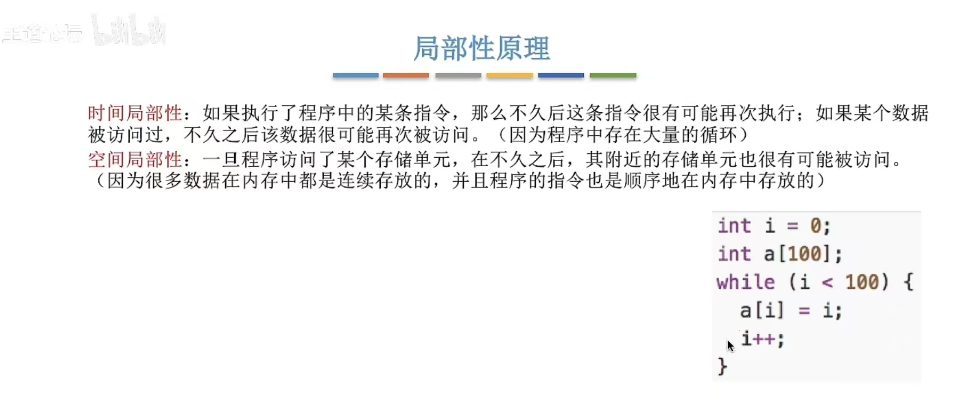 局部性原理
时间局部性：如果执行了程序中的某条指令，那么不久后这条指令很有可能再次执行；如果某个数据
被访问过，不久之后该数据很可能再次被访问。（因为程序中存在大量的循环）
空间局部性：一旦程序访问了某个存储单元，在不久之后，其附近的存储单元也很有可能被访问。
（因为很多数据在内存中都是连续存放的，并且程序的指令也是顺序地在内存中存放的）
int i = 0;
int a[100];
while (i < 100) {
a[i] = i;
i++;
}